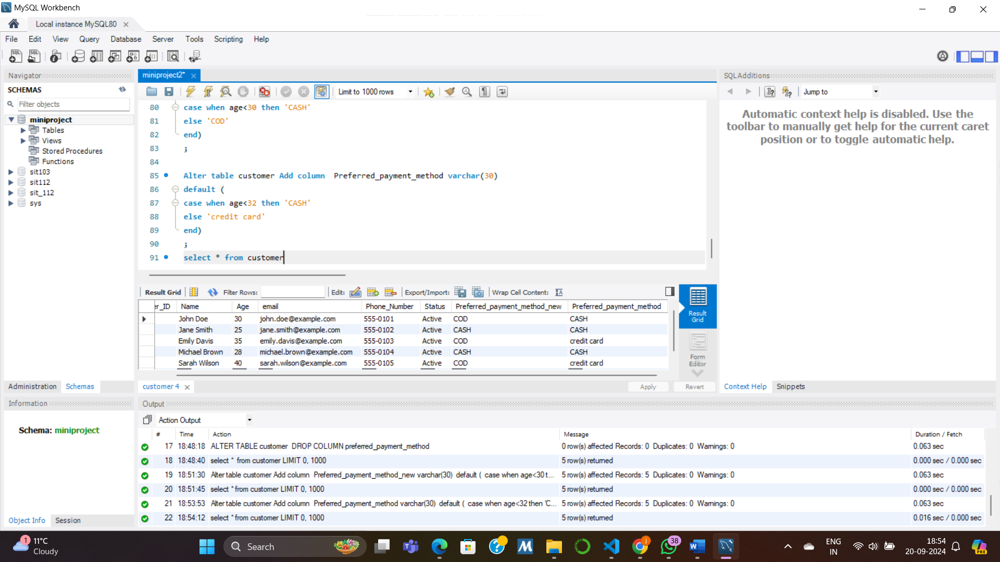 MySQL Workbench
Local instance MySQL80
File Edit View Query Database Server Tools Scripting Help
Navigator
SCHEMAS
Filter objects
miniproject
Tables
Views
Stored Procedures
Functions
sit103
sit112
sit_112
sys
Administration Schemas
Information
Schema: miniproject
Object Info Session
miniproject2*
Limit to 1000 rows
80 case when age<30 then 'CASH'
81 else 'COD'
82 end)
83 ;
84
85 Alter table customer Add column  Preferred_payment_method varchar(30)
86 default (
87 case when age<32 then 'CASH'
88 else 'credit card'
89 end)
90 ;
91 select * from customer
Result Grid Filter Rows: Edit: Export/Import: Wrap Cell Content:
er_ID Name Age email Phone_Number Status Preferred_payment_method_new Preferred_payment_method
John Doe 30 john.doe@example.com 555-0101 Active COD CASH
Jane Smith 25 jane.smith@example.com 555-0102 Active CASH CASH
Emily Davis 35 emily.davis@example.com 555-0103 Active COD credit card
Michael Brown 28 michael.brown@example.com 555-0104 Active CASH CASH
Sarah Wilson 40 sarah.wilson@example.com 555-0105 Active COD credit card
Result
Grid
Form
Editor
customer 4
Apply Revert
SQLAdditions
Jump to
Automatic context help is disabled. Use the
toolbar to manually get help for the current caret
position or to toggle automatic help.
Context Help Snippets
Output
Action Output
# Time Action Message Duration / Fetch
17 18:48:18 ALTER TABLE customer  DROP COLUMN preferred_payment_method 0 row(s) affected Records: 0  Duplicates: 0  Warnings: 0 0.063 sec
18 18:48:40 select * from customer LIMIT 0, 1000 5 row(s) returned 0.000 sec / 0.000 sec
19 18:51:30 Alter table customer Add column  Preferred_payment_method_new varchar(30)  default (  case when age<30 t... 5 row(s) affected Records: 5  Duplicates: 0  Warnings: 0 0.063 sec
20 18:51:45 select * from customer LIMIT 0, 1000 5 row(s) returned 0.000 sec / 0.000 sec
21 18:53:53 Alter table customer Add column  Preferred_payment_method varchar(30)  default (  case when age<32 then 'C... 5 row(s) affected Records: 5  Duplicates: 0  Warnings: 0 0.063 sec
22 18:54:12 select * from customer LIMIT 0, 1000 5 row(s) returned 0.016 sec / 0.000 sec
1
11°C
Cloudy
Search
38
ENG
IN
18:54
20-09-2024
PRE